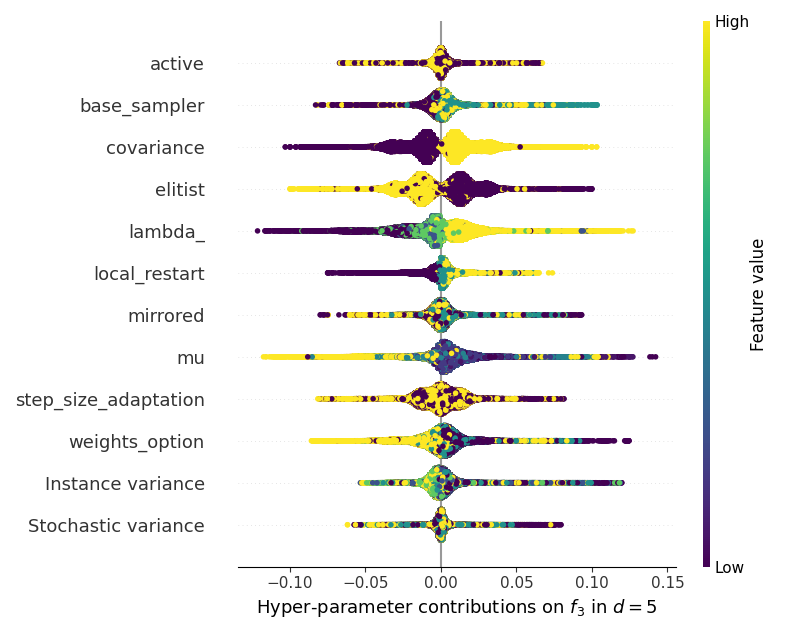 High
active
base_sampler
covariance
elitist
lambda_
local_restart
mirrored
mu
step_size_adaptation
weights_option
Instance variance
Stochastic variance
Feature value
Low
−0.10 −0.05 0.00 0.05 0.10 0.15
Hyper-parameter contributions on f₃ in d = 5